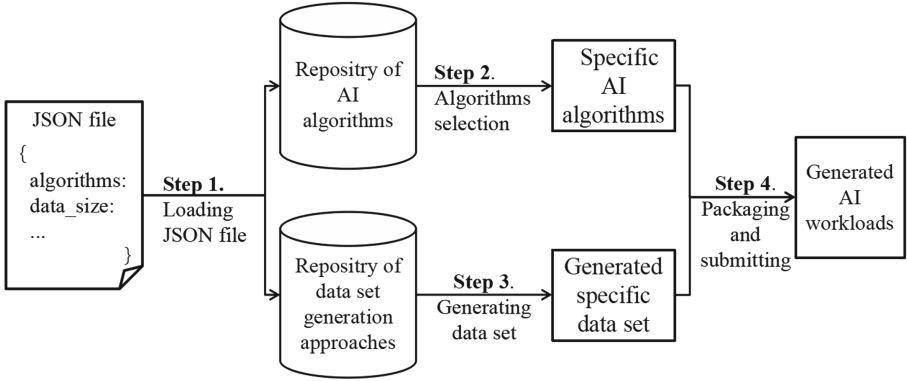 JSON file
{
algorithms:
data_size:
...
}
Step 1.
Loading
JSON file
Repositry of
AI
algorithms
Step 2.
Algorithms
selection
Specific
AI
algorithms
Repositry of
data set
generation
approaches
Step 3.
Generating
data set
Generated
specific
data set
Step 4.
Packaging
and
submitting
Generated
AI
workloads